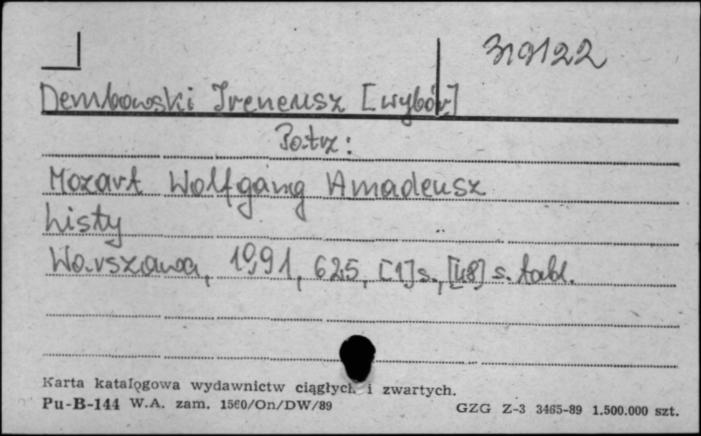 319122
Dembowski Ireneusz [wybór]
Patrz:
Mozart Wolfgang Amadeusz
Listy
Warszawa, 1991, 625, [1] s., [48] s. tabl.
Karta katalogowa wydawnictw ciągłych i zwartych.
Pu-B-144 W.A. zam. 1560/On/DW/89
GZG Z-3 3465-89 1.500.000 szt.